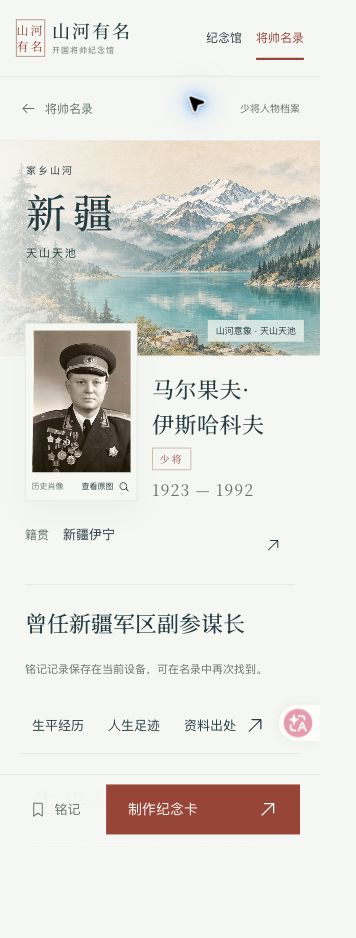 山河
有名
山河有名
开国将帅纪念馆
纪念馆
将帅名录
将帅名录
少将人物档案
家乡山河
新疆
天山天池
山河意象 · 天山天池
历史肖像
查看原图
马尔果夫·
伊斯哈科夫
少将
1923 — 1992
籍贯
新疆伊宁
曾任新疆军区副参谋长
铭记记录保存在当前设备，可在名录中再次找到。
生平经历
人生足迹
资料出处
铭记
制作纪念卡